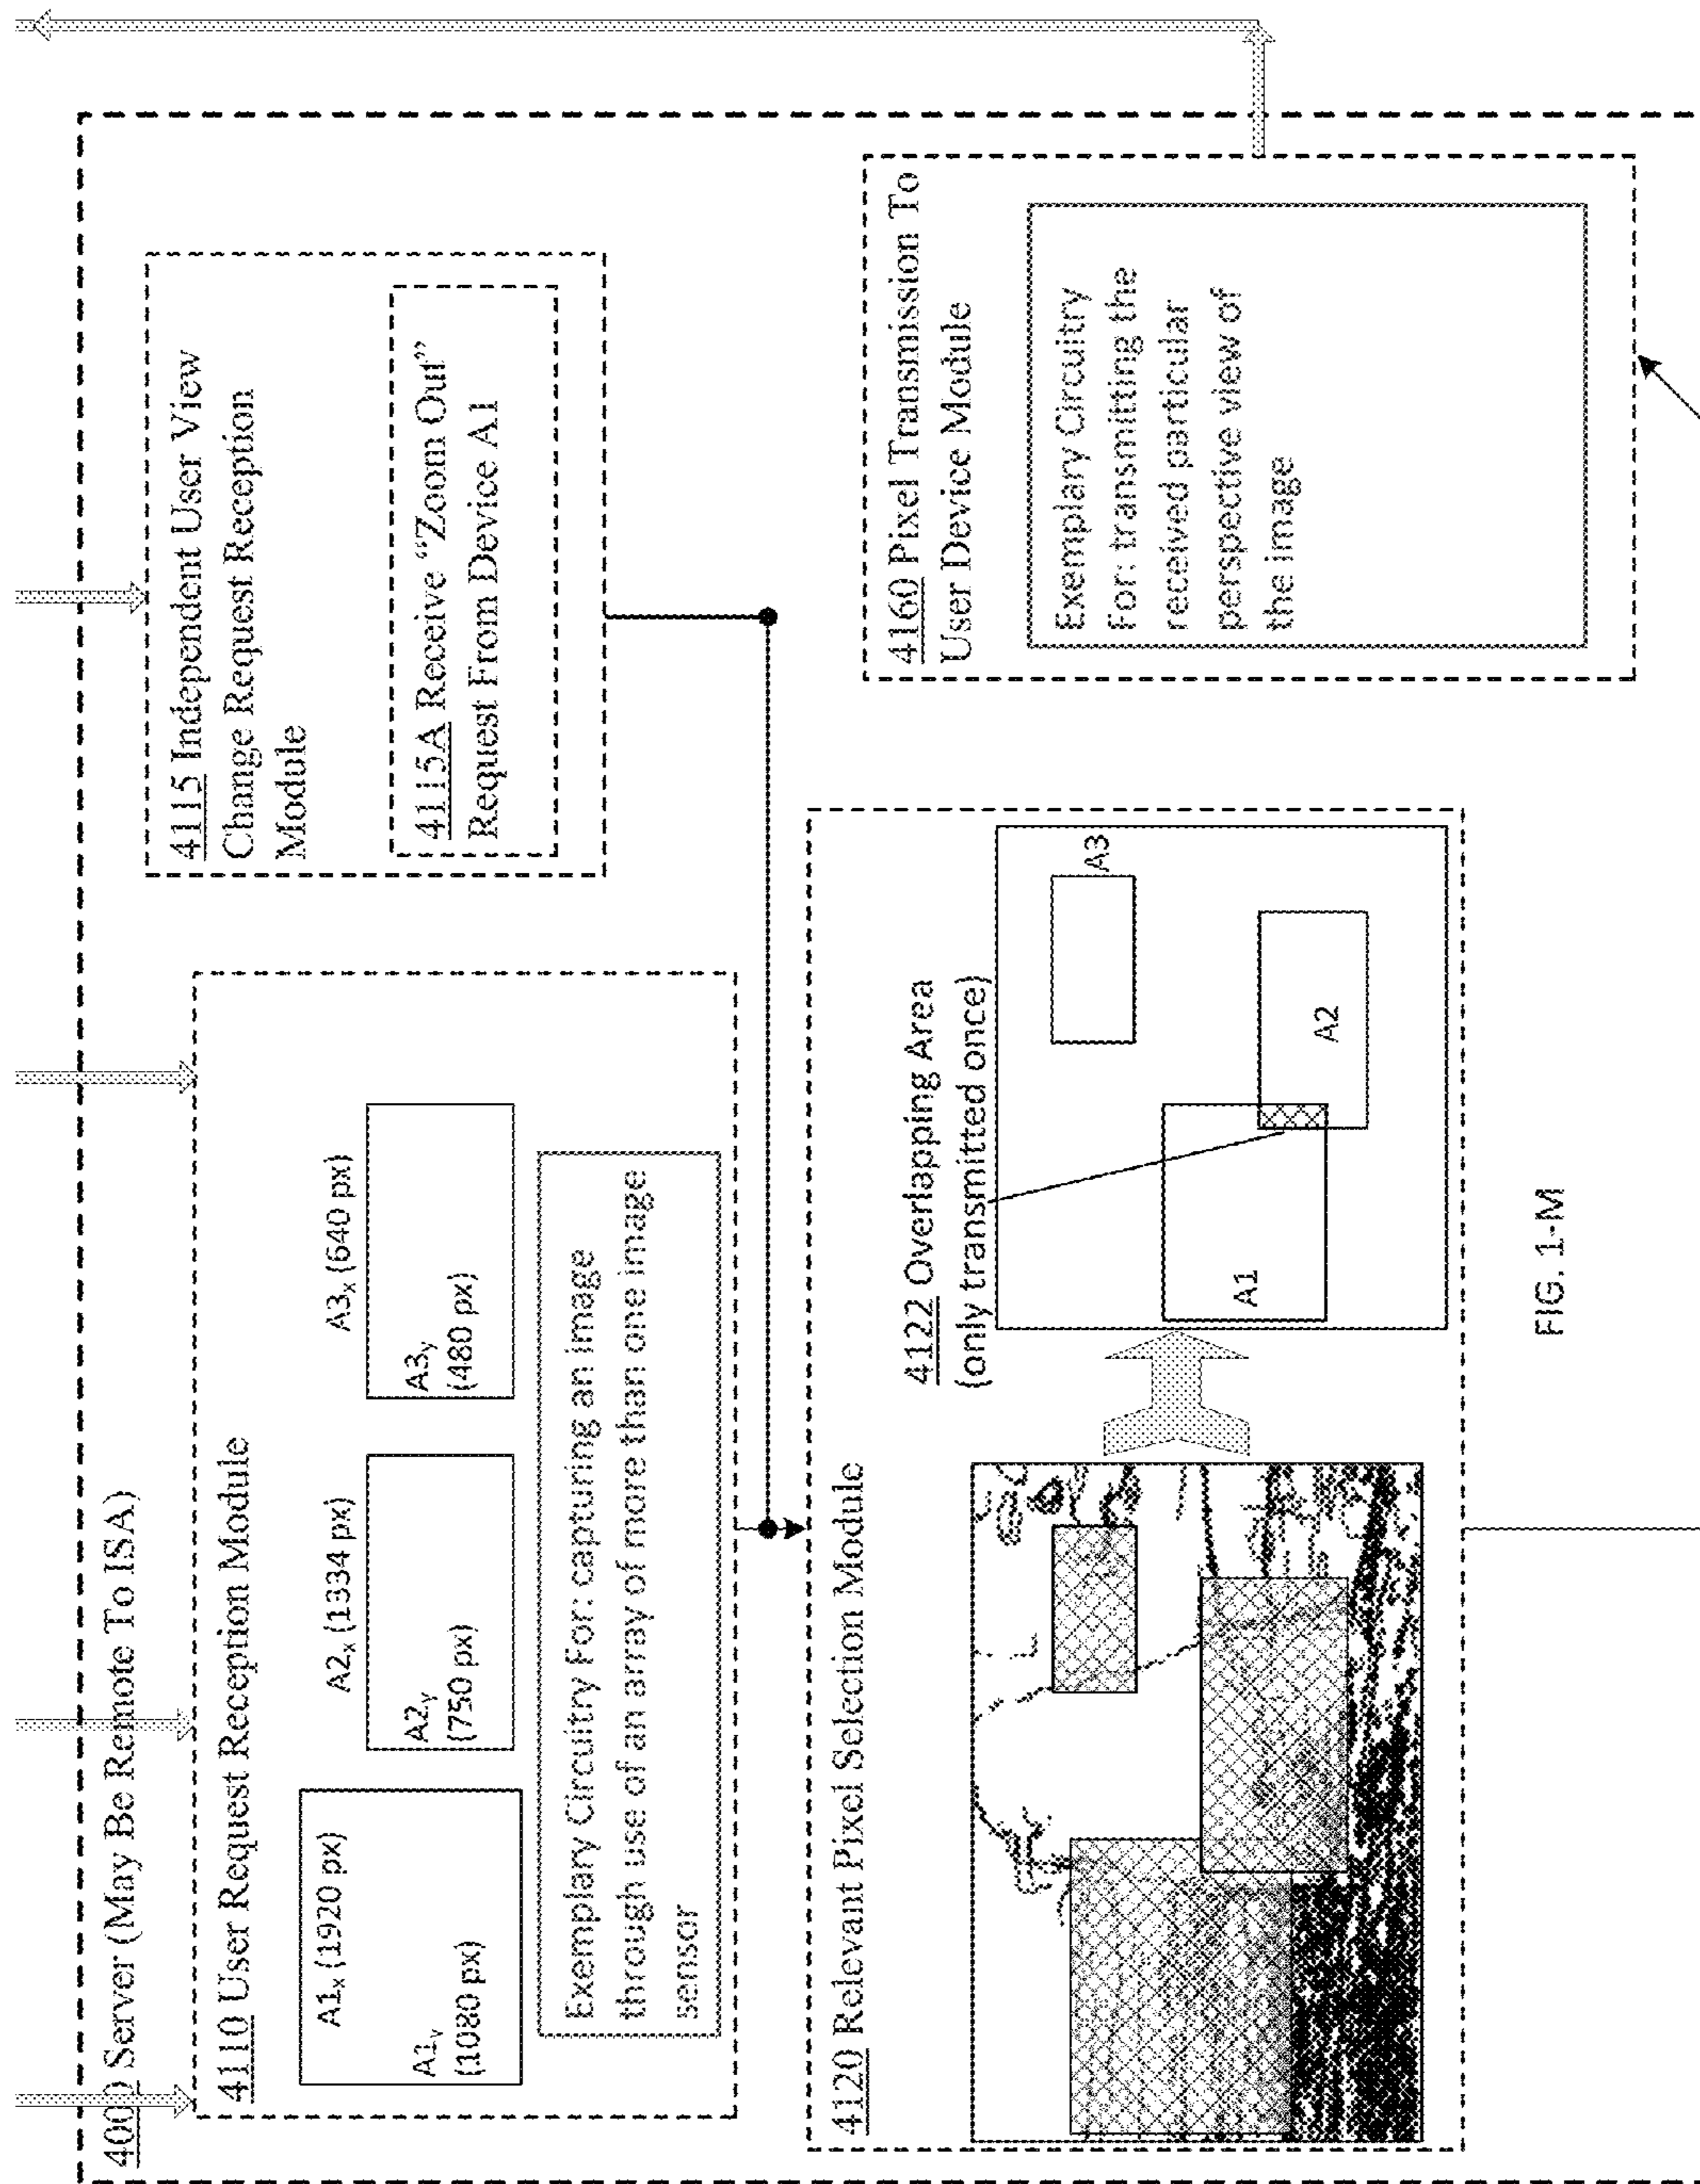 4000 Server (May Be Remote To ISA)
4110 User Request Reception Module
A1x (1920 px)
A1y
(1080 px)
A2x (1334 px)
A2y
(750 px)
A3x (640 px)
A3y
(480 px)
Exemplary Circuitry For: capturing an image
through use of an array of more than one image
sensor
4115 Independent User View
Change Request Reception
Module
4115A Receive “Zoom Out”
Request From Device A1
4120 Relevant Pixel Selection Module
4122 Overlapping Area
(only transmitted once)
A1
A2
A3
4160 Pixel Transmission To
User Device Module
Exemplary Circuitry
For: transmitting the
received particular
perspective view of
the image
FIG. 1-M